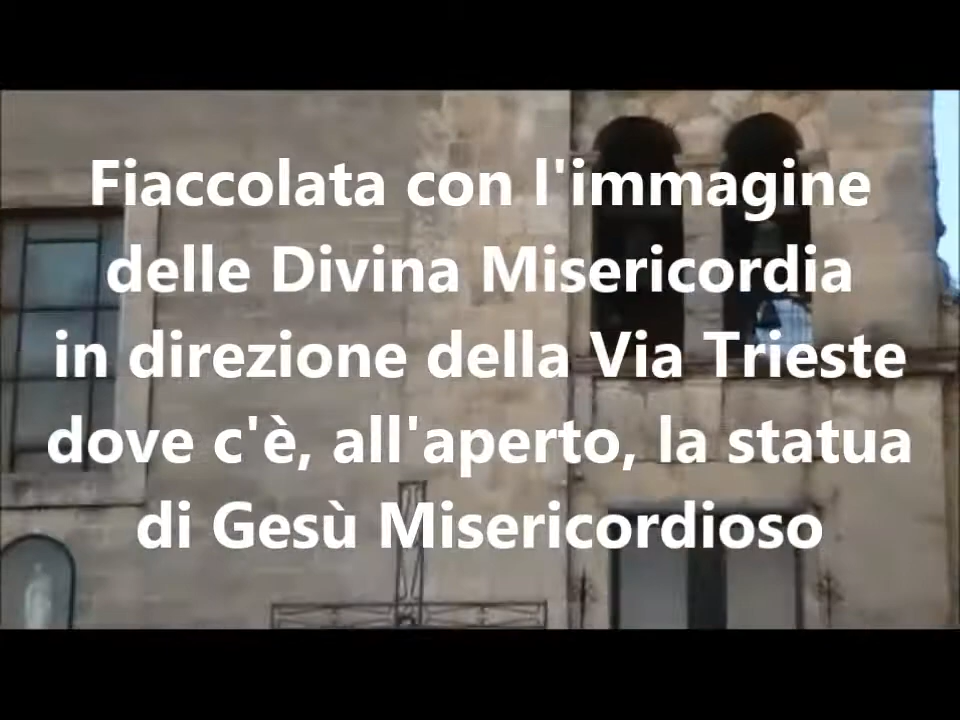 Fiaccolata con l'immagine
delle Divina Misericordia
in direzione della Via Trieste
dove c'è, all'aperto, la statua
di Gesù Misericordioso